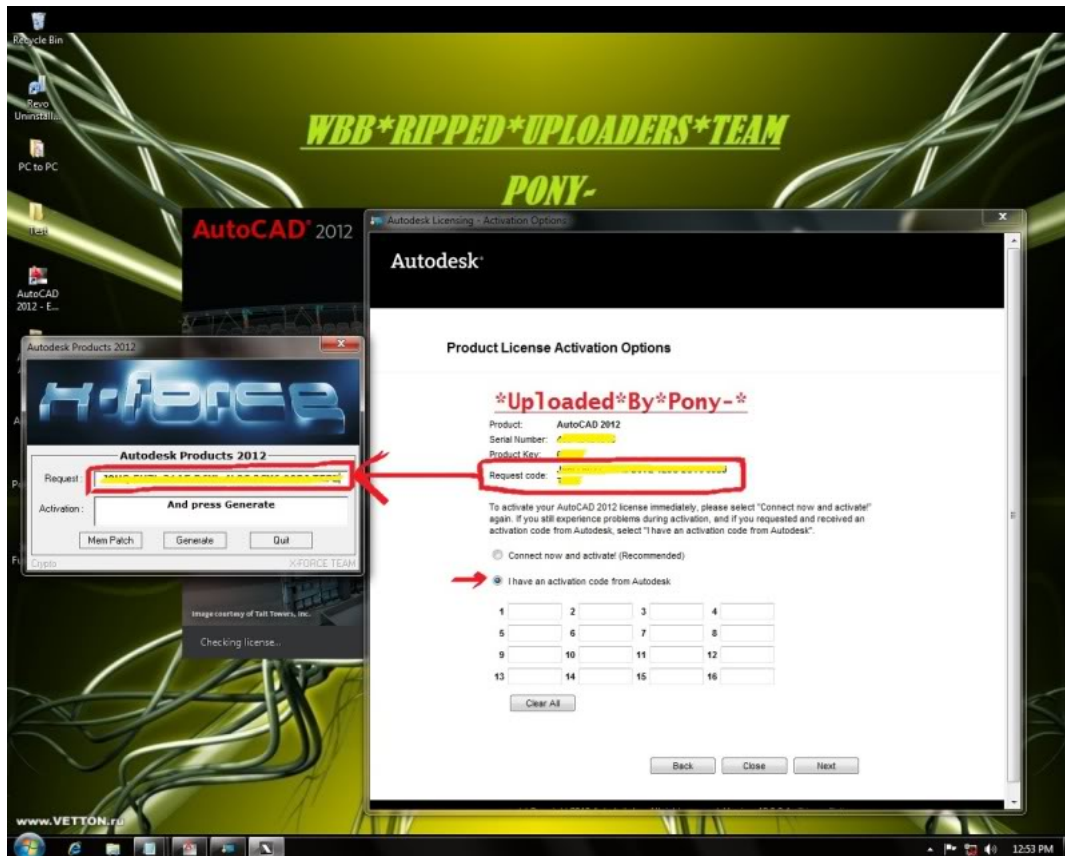 Recycle Bin
WBB*RIPPED*UPLOADERS*TEAM
PONY-
Revo
Uninstall...
PC to PC
Test
AutoCAD
2012 - E...
AutoCAD® 2012
Autodesk Licensing - Activation Options
Autodesk®
Product License Activation Options
*Uploaded*By*Pony-*
Product: AutoCAD 2012
Serial Number:
Product Key:
Request code:
To activate your AutoCAD 2012 license immediately, please select "Connect now and activate!"
again. If you still experience problems during activation, and if you requested and received an
activation code from Autodesk, select "I have an activation code from Autodesk".
Connect now and activate! (Recommended)
I have an activation code from Autodesk
1 2 3 4
5 6 7 8
9 10 11 12
13 14 15 16
Clear All
Back Close Next
Autodesk Products 2012
X-FORCE
Autodesk Products 2012
Request :
Activation : And press Generate
Mem Patch Generate Quit
Crypto X-FORCE TEAM
Image courtesy of Tait Towers, Inc.
Checking license...
www.VETTON.ru
12:53 PM